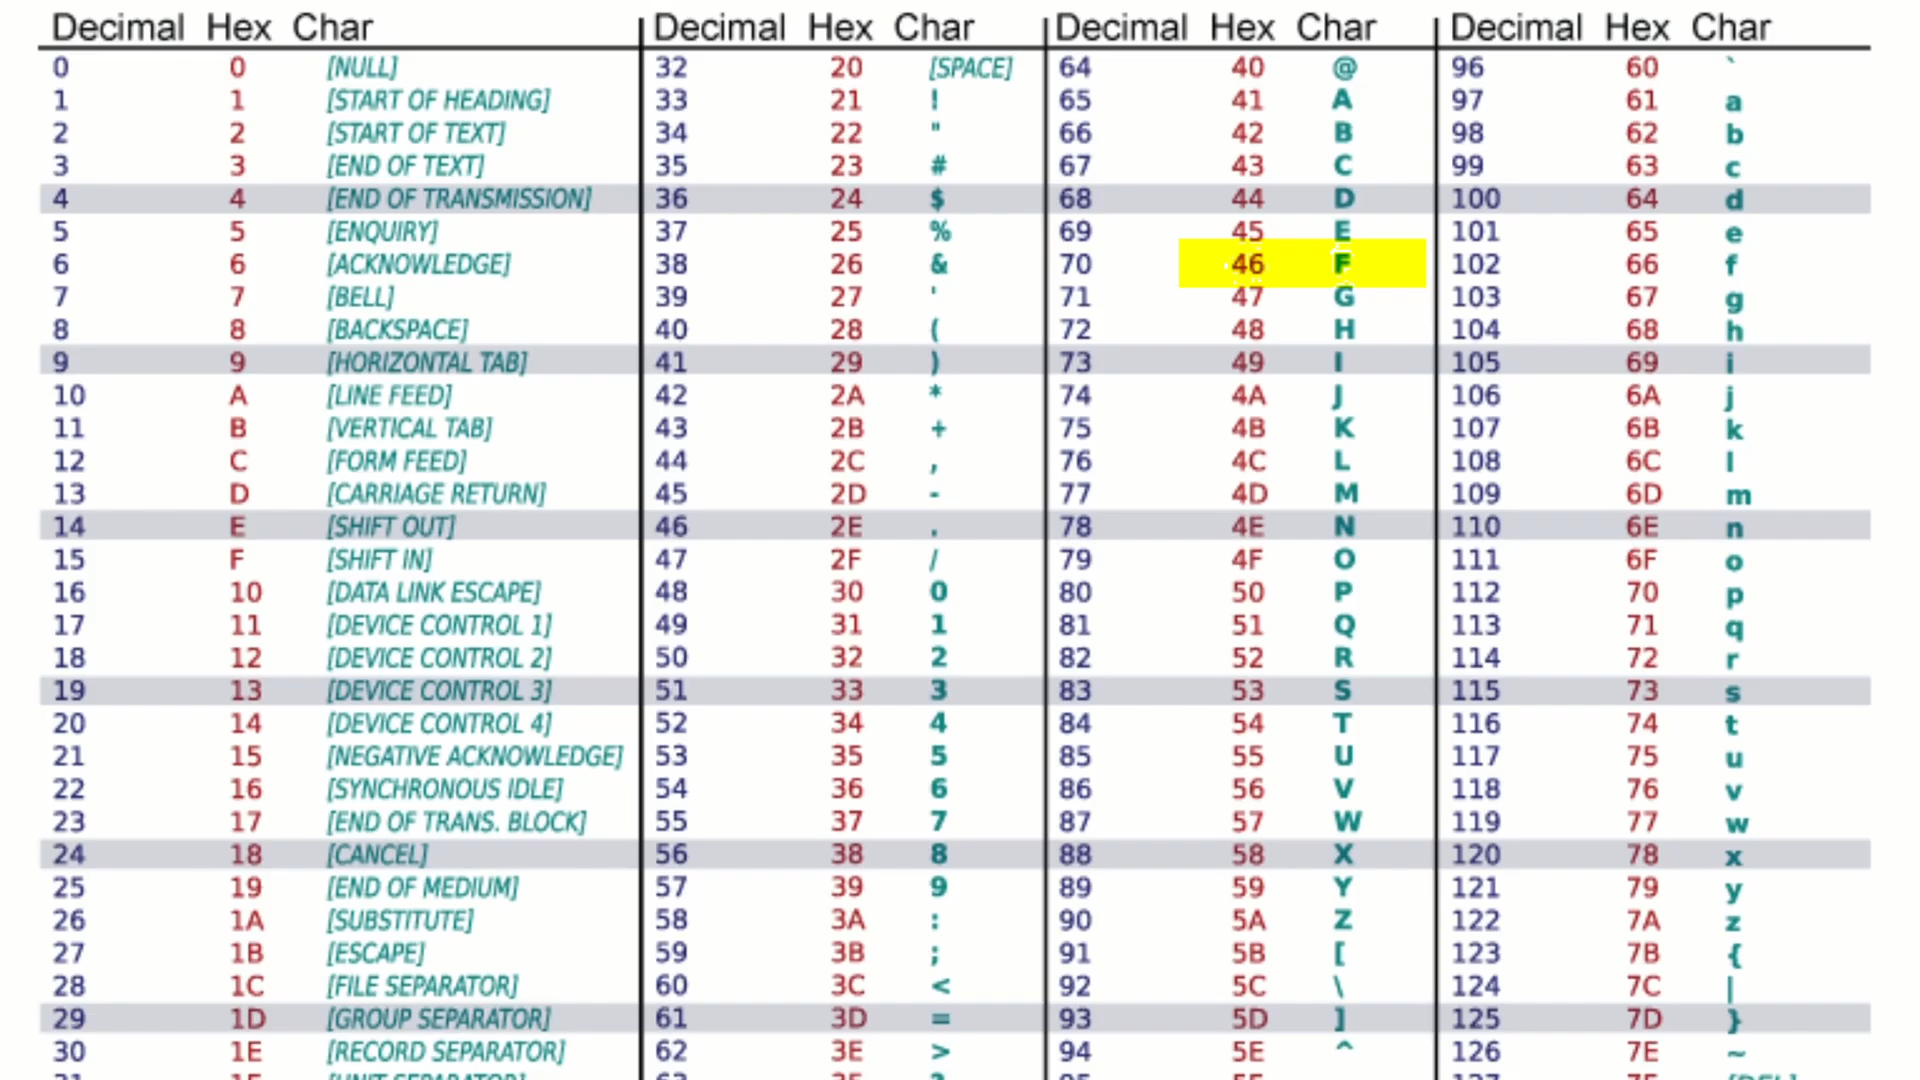 Decimal Hex Char Decimal Hex Char Decimal Hex Char Decimal Hex Char
0 0 [NULL] 32 20 [SPACE] 64 40 @ 96 60 `
1 1 [START OF HEADING] 33 21 ! 65 41 A 97 61 a
2 2 [START OF TEXT] 34 22 " 66 42 B 98 62 b
3 3 [END OF TEXT] 35 23 # 67 43 C 99 63 c
4 4 [END OF TRANSMISSION] 36 24 $ 68 44 D 100 64 d
5 5 [ENQUIRY] 37 25 % 69 45 E 101 65 e
6 6 [ACKNOWLEDGE] 38 26 & 70 46 F 102 66 f
7 7 [BELL] 39 27 ' 71 47 G 103 67 g
8 8 [BACKSPACE] 40 28 ( 72 48 H 104 68 h
9 9 [HORIZONTAL TAB] 41 29 ) 73 49 I 105 69 i
10 A [LINE FEED] 42 2A * 74 4A J 106 6A j
11 B [VERTICAL TAB] 43 2B + 75 4B K 107 6B k
12 C [FORM FEED] 44 2C , 76 4C L 108 6C l
13 D [CARRIAGE RETURN] 45 2D - 77 4D M 109 6D m
14 E [SHIFT OUT] 46 2E . 78 4E N 110 6E n
15 F [SHIFT IN] 47 2F / 79 4F O 111 6F o
16 10 [DATA LINK ESCAPE] 48 30 0 80 50 P 112 70 p
17 11 [DEVICE CONTROL 1] 49 31 1 81 51 Q 113 71 q
18 12 [DEVICE CONTROL 2] 50 32 2 82 52 R 114 72 r
19 13 [DEVICE CONTROL 3] 51 33 3 83 53 S 115 73 s
20 14 [DEVICE CONTROL 4] 52 34 4 84 54 T 116 74 t
21 15 [NEGATIVE ACKNOWLEDGE] 53 35 5 85 55 U 117 75 u
22 16 [SYNCHRONOUS IDLE] 54 36 6 86 56 V 118 76 v
23 17 [END OF TRANS. BLOCK] 55 37 7 87 57 W 119 77 w
24 18 [CANCEL] 56 38 8 88 58 X 120 78 x
25 19 [END OF MEDIUM] 57 39 9 89 59 Y 121 79 y
26 1A [SUBSTITUTE] 58 3A : 90 5A Z 122 7A z
27 1B [ESCAPE] 59 3B ; 91 5B [ 123 7B {
28 1C [FILE SEPARATOR] 60 3C < 92 5C \ 124 7C |
29 1D [GROUP SEPARATOR] 61 3D = 93 5D ] 125 7D }
30 1E [RECORD SEPARATOR] 62 3E > 94 5E ^ 126 7E ~